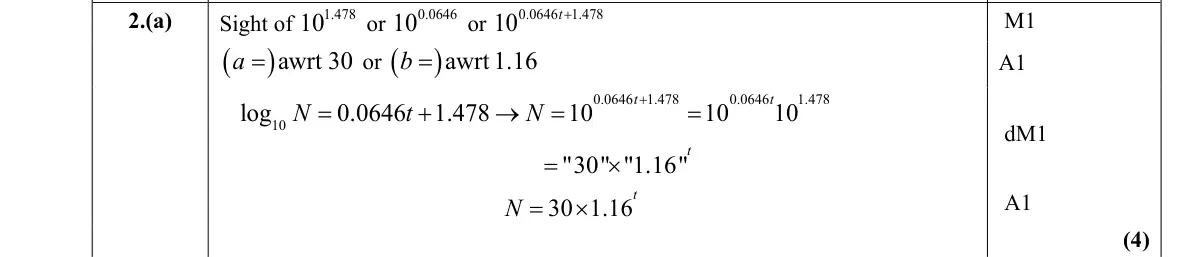 2.(a) Sight of 10^1.478 or 10^0.0646 or 10^0.0646t+1.478 M1
(a =) awrt 30 or (b =) awrt 1.16 A1
log₁₀ N = 0.0646t + 1.478 → N = 10^0.0646t+1.478 = 10^0.0646t 10^1.478
dM1
= "30" × "1.16"^t
N = 30 × 1.16^t A1
(4)